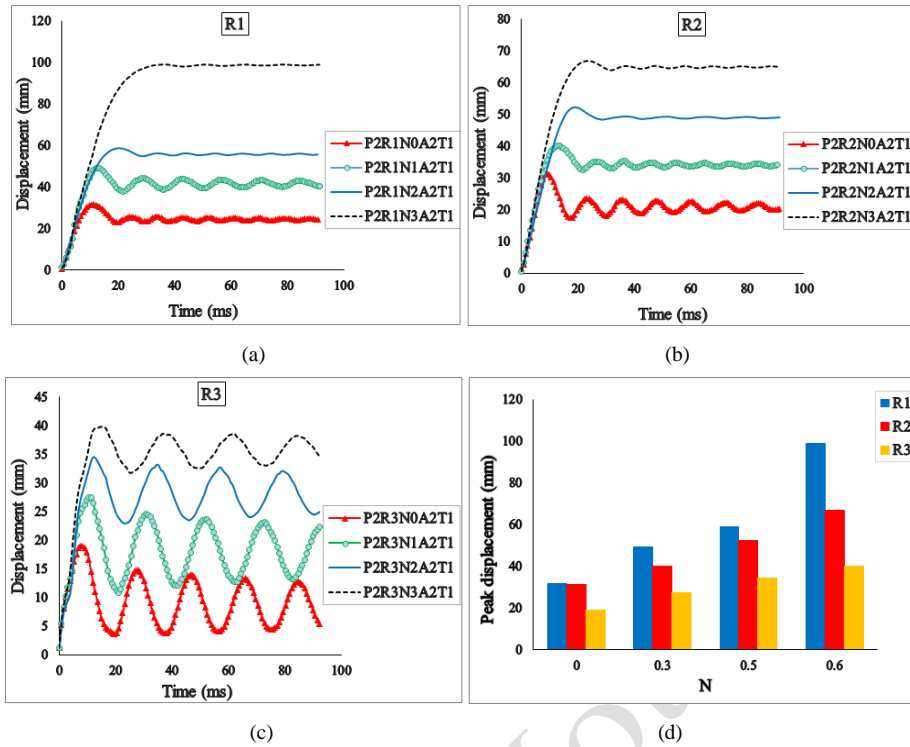 R1
120
100
80
60
40
20
0
Displacement (mm)
0 20 40 60 80 100
Time (ms)
P2R1N0A2T1
P2R1N1A2T1
P2R1N2A2T1
P2R1N3A2T1
(a)
R2
80
70
60
50
40
30
20
10
0
Displacement (mm)
0 20 40 60 80 100
Time (ms)
P2R2N0A2T1
P2R2N1A2T1
P2R2N2A2T1
P2R2N3A2T1
(b)
R3
45
40
35
30
25
20
15
10
5
0
Displacement (mm)
0 20 40 60 80 100
Time (ms)
P2R3N0A2T1
P2R3N1A2T1
P2R3N2A2T1
P2R3N3A2T1
(c)
120
100
80
60
40
20
0
Peak displacement (mm)
0 0.3 0.5 0.6
N
R1
R2
R3
(d)